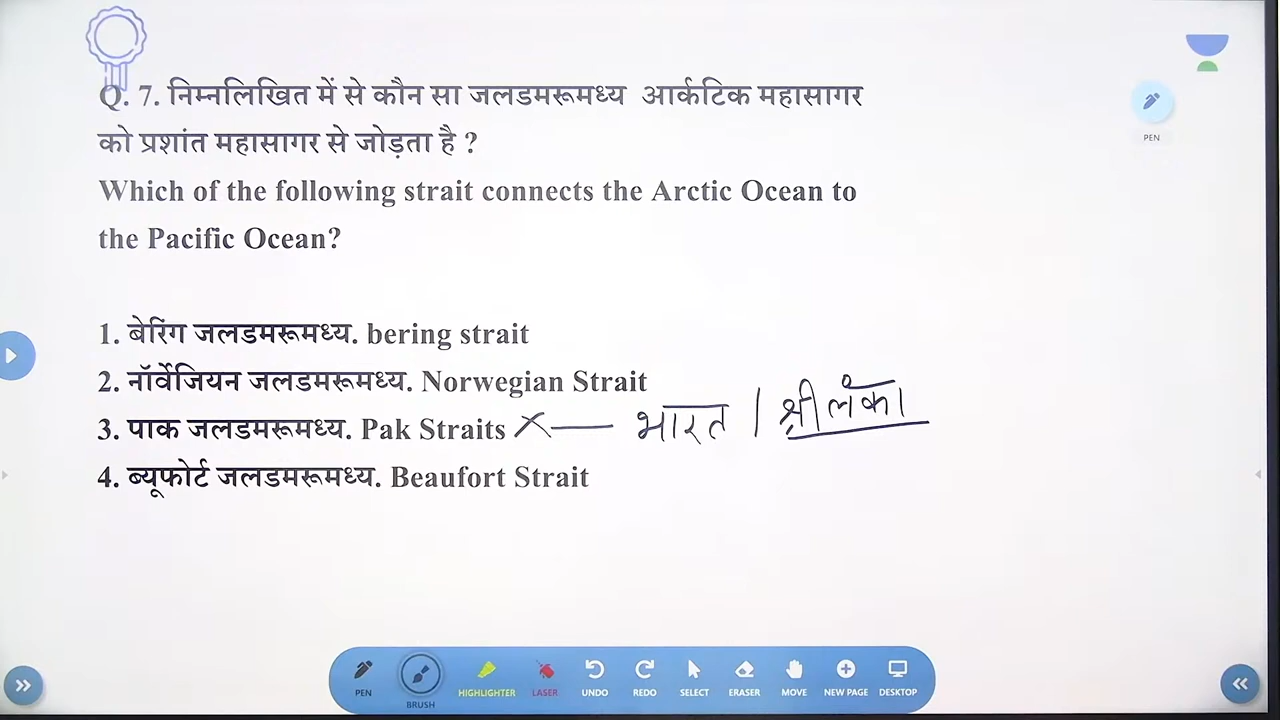 Q. 7. निम्नलिखित में से कौन सा जलडमरूमध्य आर्कटिक महासागर
को प्रशांत महासागर से जोड़ता है ?
Which of the following strait connects the Arctic Ocean to
the Pacific Ocean?
1. बेरिंग जलडमरूमध्य. bering strait
2. नॉर्वेजियन जलडमरूमध्य. Norwegian Strait
3. पाक जलडमरूमध्य. Pak Straits X— भारत | श्रीलंका
4. ब्यूफोर्ट जलडमरूमध्य. Beaufort Strait
PEN
PEN BRUSH HIGHLIGHTER LASER UNDO REDO SELECT ERASER MOVE NEW PAGE DESKTOP